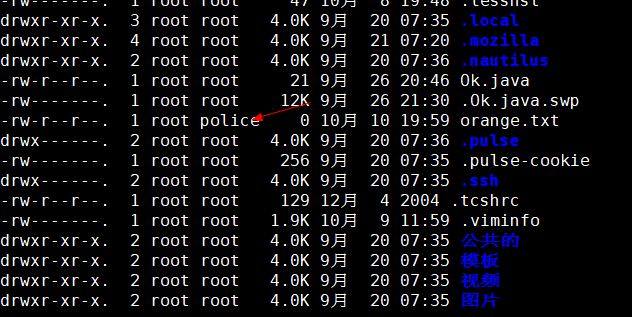 -rw-------. 1 root root 47 10月 8 19:48 .lesshst
drwxr-xr-x. 3 root root 4.0K 9月 20 07:35 .local
drwxr-xr-x. 4 root root 4.0K 9月 21 07:20 .mozilla
drwxr-xr-x. 2 root root 4.0K 9月 20 07:36 .nautilus
-rw-r--r--. 1 root root 21 9月 26 20:46 Ok.java
-rw-------. 1 root root 12K 9月 26 21:30 .Ok.java.swp
-rw-r--r--. 1 root police 0 10月 10 19:59 orange.txt
drwx------. 2 root root 4.0K 9月 20 07:36 .pulse
-rw-------. 1 root root 256 9月 20 07:35 .pulse-cookie
drwx------. 2 root root 4.0K 9月 20 07:35 .ssh
-rw-r--r--. 1 root root 129 12月 4 2004 .tcshrc
-rw-------. 1 root root 1.9K 10月 9 11:59 .viminfo
drwxr-xr-x. 2 root root 4.0K 9月 20 07:35 公共的
drwxr-xr-x. 2 root root 4.0K 9月 20 07:35 模板
drwxr-xr-x. 2 root root 4.0K 9月 20 07:35 视频
drwxr-xr-x. 2 root root 4.0K 9月 20 07:35 图片